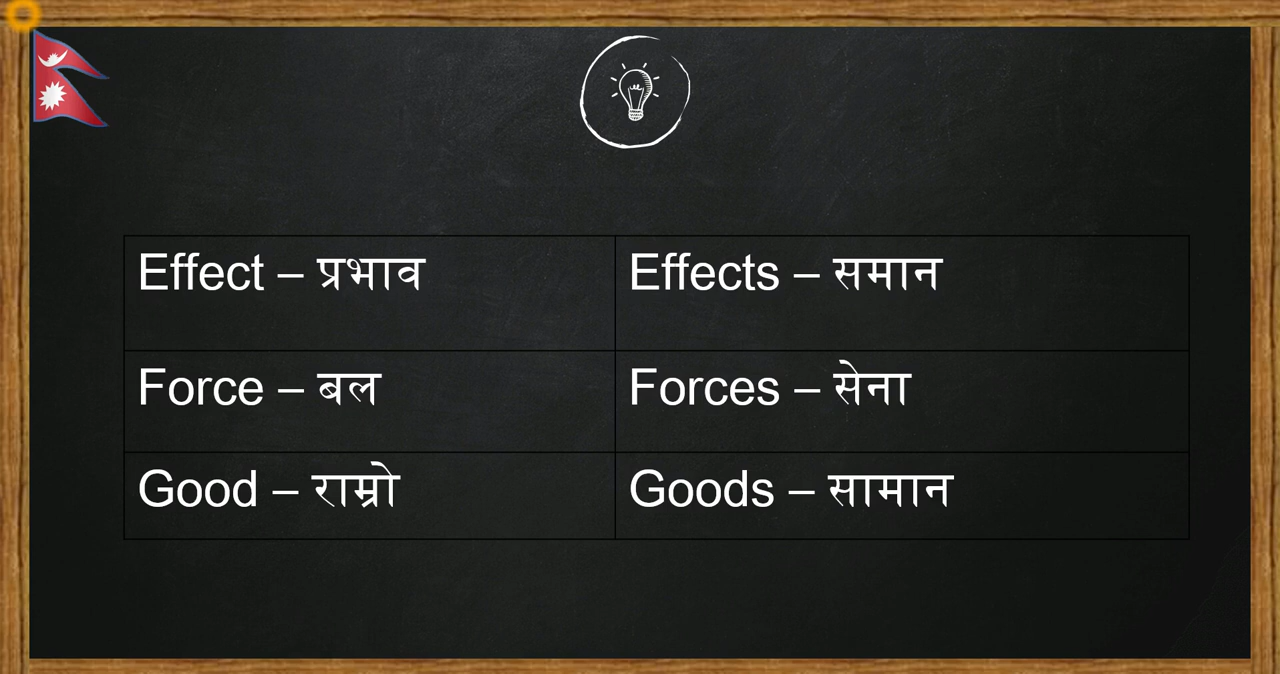 Effect – प्रभाव
Effects – समान
Force – बल
Forces – सेना
Good – राम्रो
Goods – सामान